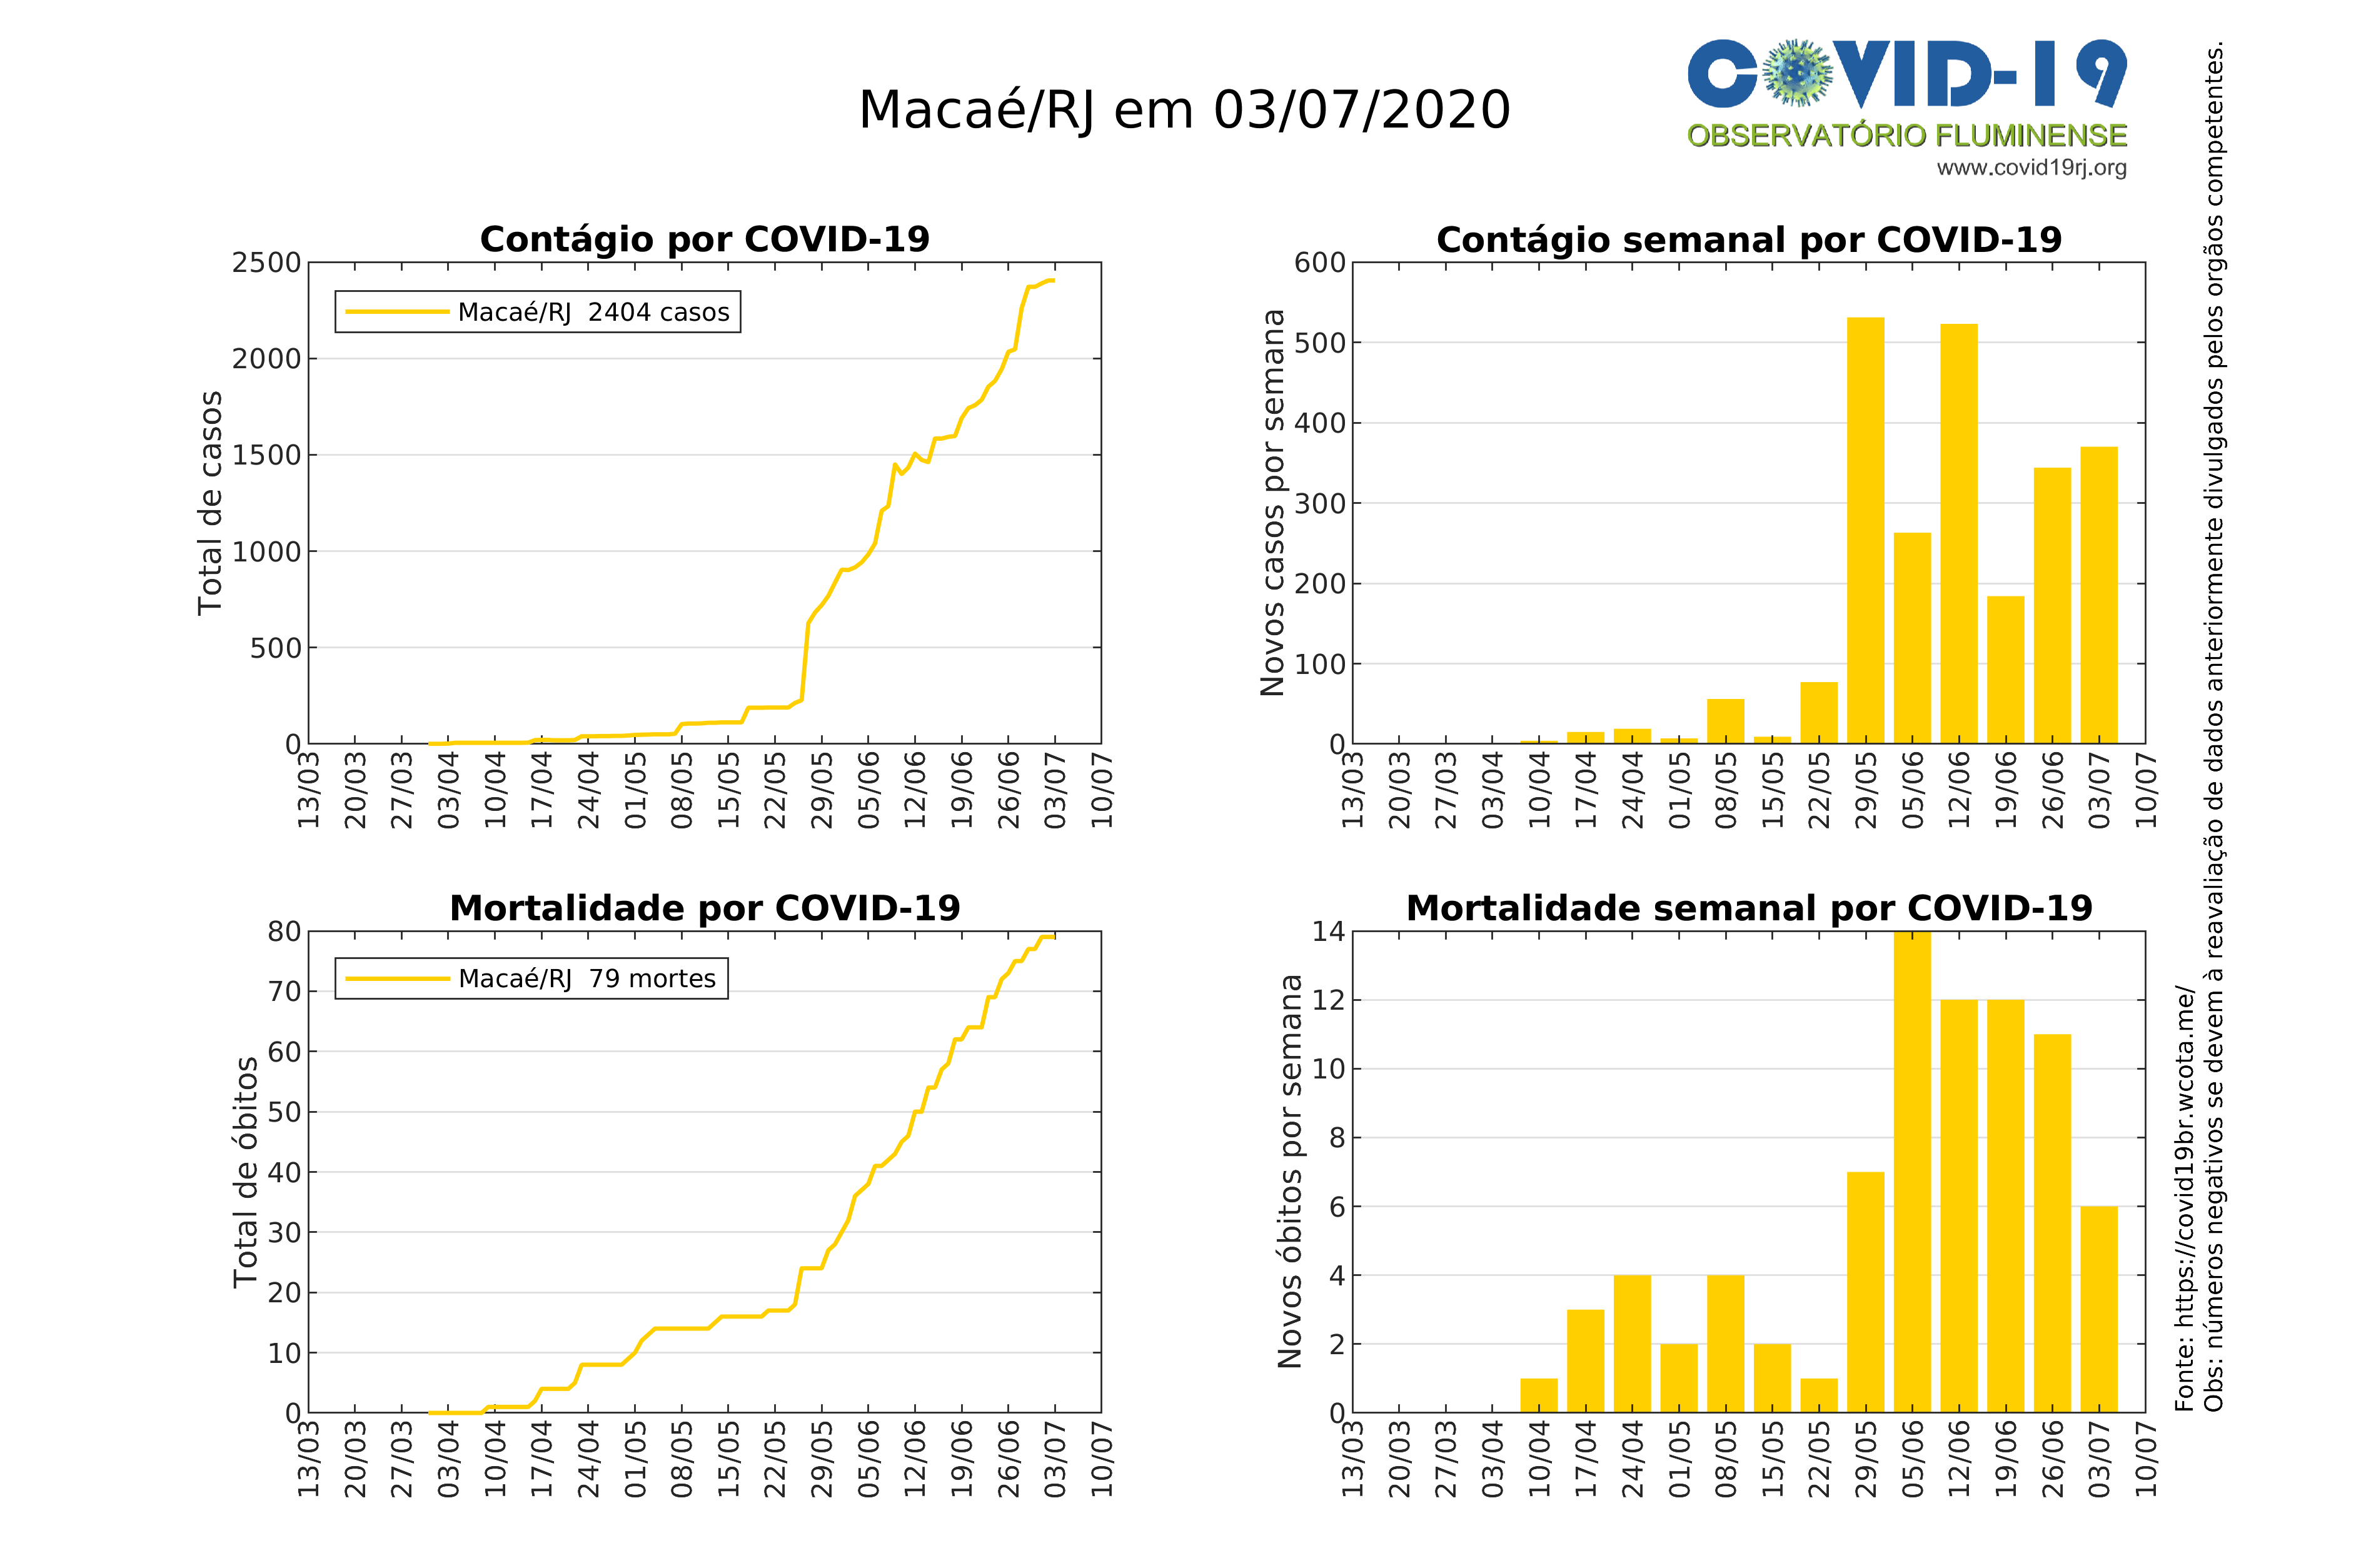 Macaé/RJ em 03/07/2020
COVID-19
OBSERVATÓRIO FLUMINENSE
www.covid19rj.org
Contágio por COVID-19
Total de casos
2500
2000
1500
1000
500
0
Macaé/RJ 2404 casos
13/03 20/03 27/03 03/04 10/04 17/04 24/04 01/05 08/05 15/05 22/05 29/05 05/06 12/06 19/06 26/06 03/07 10/07
Contágio semanal por COVID-19
Novos casos por semana
600
500
400
300
200
100
0
13/03 20/03 27/03 03/04 10/04 17/04 24/04 01/05 08/05 15/05 22/05 29/05 05/06 12/06 19/06 26/06 03/07 10/07
Mortalidade por COVID-19
Total de óbitos
80
70
60
50
40
30
20
10
0
Macaé/RJ 79 mortes
13/03 20/03 27/03 03/04 10/04 17/04 24/04 01/05 08/05 15/05 22/05 29/05 05/06 12/06 19/06 26/06 03/07 10/07
Mortalidade semanal por COVID-19
Novos óbitos por semana
14
12
10
8
6
4
2
0
13/03 20/03 27/03 03/04 10/04 17/04 24/04 01/05 08/05 15/05 22/05 29/05 05/06 12/06 19/06 26/06 03/07 10/07
Fonte: https://covid19br.wcota.me/
Obs: números negativos se devem à reavaliação de dados anteriormente divulgados pelos orgãos competentes.